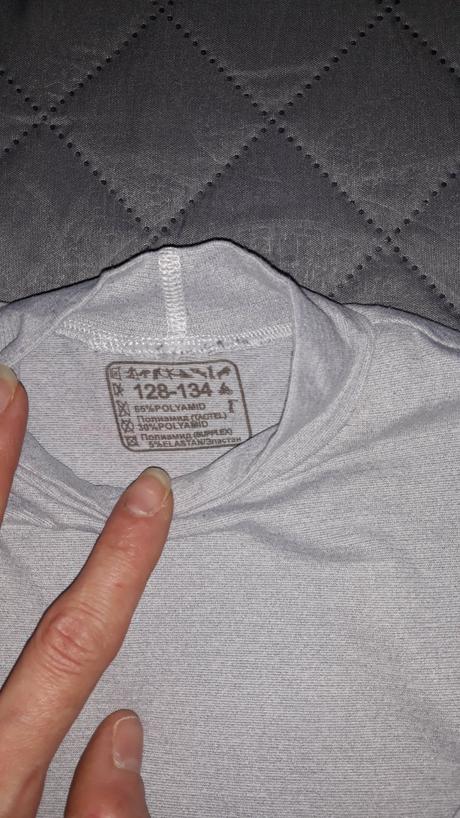 128-134
65%POLYAMID
Полиамид (TACTEL)
30%POLYAMID
Полиамид (SUPPLEX)
5%ELASTAN/Эластан